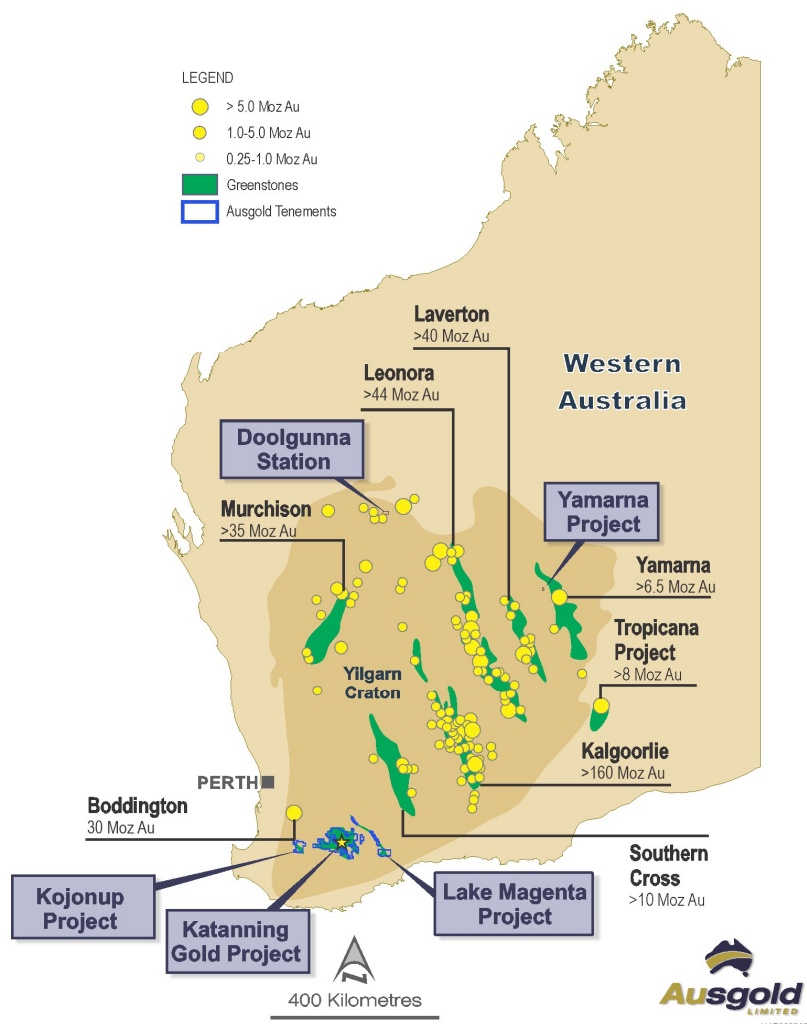 LEGEND
> 5.0 Moz Au
1.0-5.0 Moz Au
0.25-1.0 Moz Au
Greenstones
Ausgold Tenements
Laverton
>40 Moz Au
Leonora
>44 Moz Au
Western
Australia
Doolgunna
Station
Murchison
>35 Moz Au
Yamarna
Project
Yamarna
>6.5 Moz Au
Tropicana
Project
>8 Moz Au
Yilgarn
Craton
Kalgoorlie
>160 Moz Au
PERTH
Boddington
30 Moz Au
Southern
Cross
>10 Moz Au
Kojonup
Project
Katanning
Gold Project
Lake Magenta
Project
N
400 Kilometres
Ausgold
LIMITED